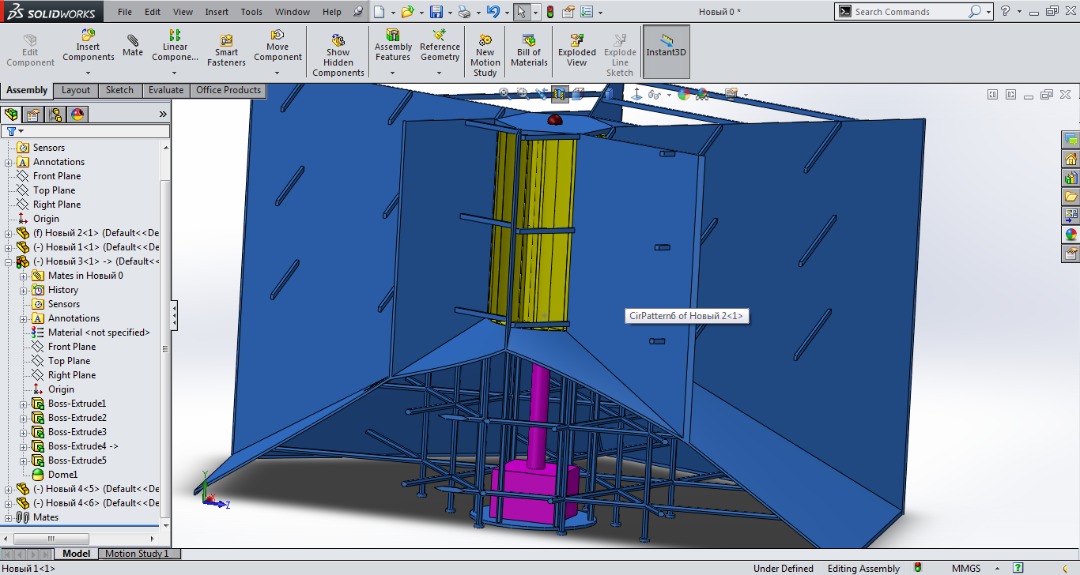 SOLIDWORKS File Edit View Insert Tools Window Help Новый 0 * Search Commands
Edit Component
Insert Components
Mate
Linear Compone...
Smart Fasteners
Move Component
Show Hidden Components
Assembly Features
Reference Geometry
New Motion Study
Bill of Materials
Exploded View
Explode Line Sketch
Instant3D
Assembly Layout Sketch Evaluate Office Products
Sensors
Annotations
Front Plane
Top Plane
Right Plane
Origin
(f) Новый 2<1> (Default<<De
(-) Новый 1<1> (Default<<De
(-) Новый 3<1> -> (Default<<
Mates in Новый 0
History
Sensors
Annotations
Material <not specified>
Front Plane
Top Plane
Right Plane
Origin
Boss-Extrude1
Boss-Extrude2
Boss-Extrude3
Boss-Extrude4 ->
Boss-Extrude5
Dome1
(-) Новый 4<5> (Default<<De
(-) Новый 4<6> (Default<<De
Mates
CirPattern6 of Новый 2<1>
Y
Z
Model Motion Study 1
Новый 1<1> Under Defined Editing Assembly MMGS